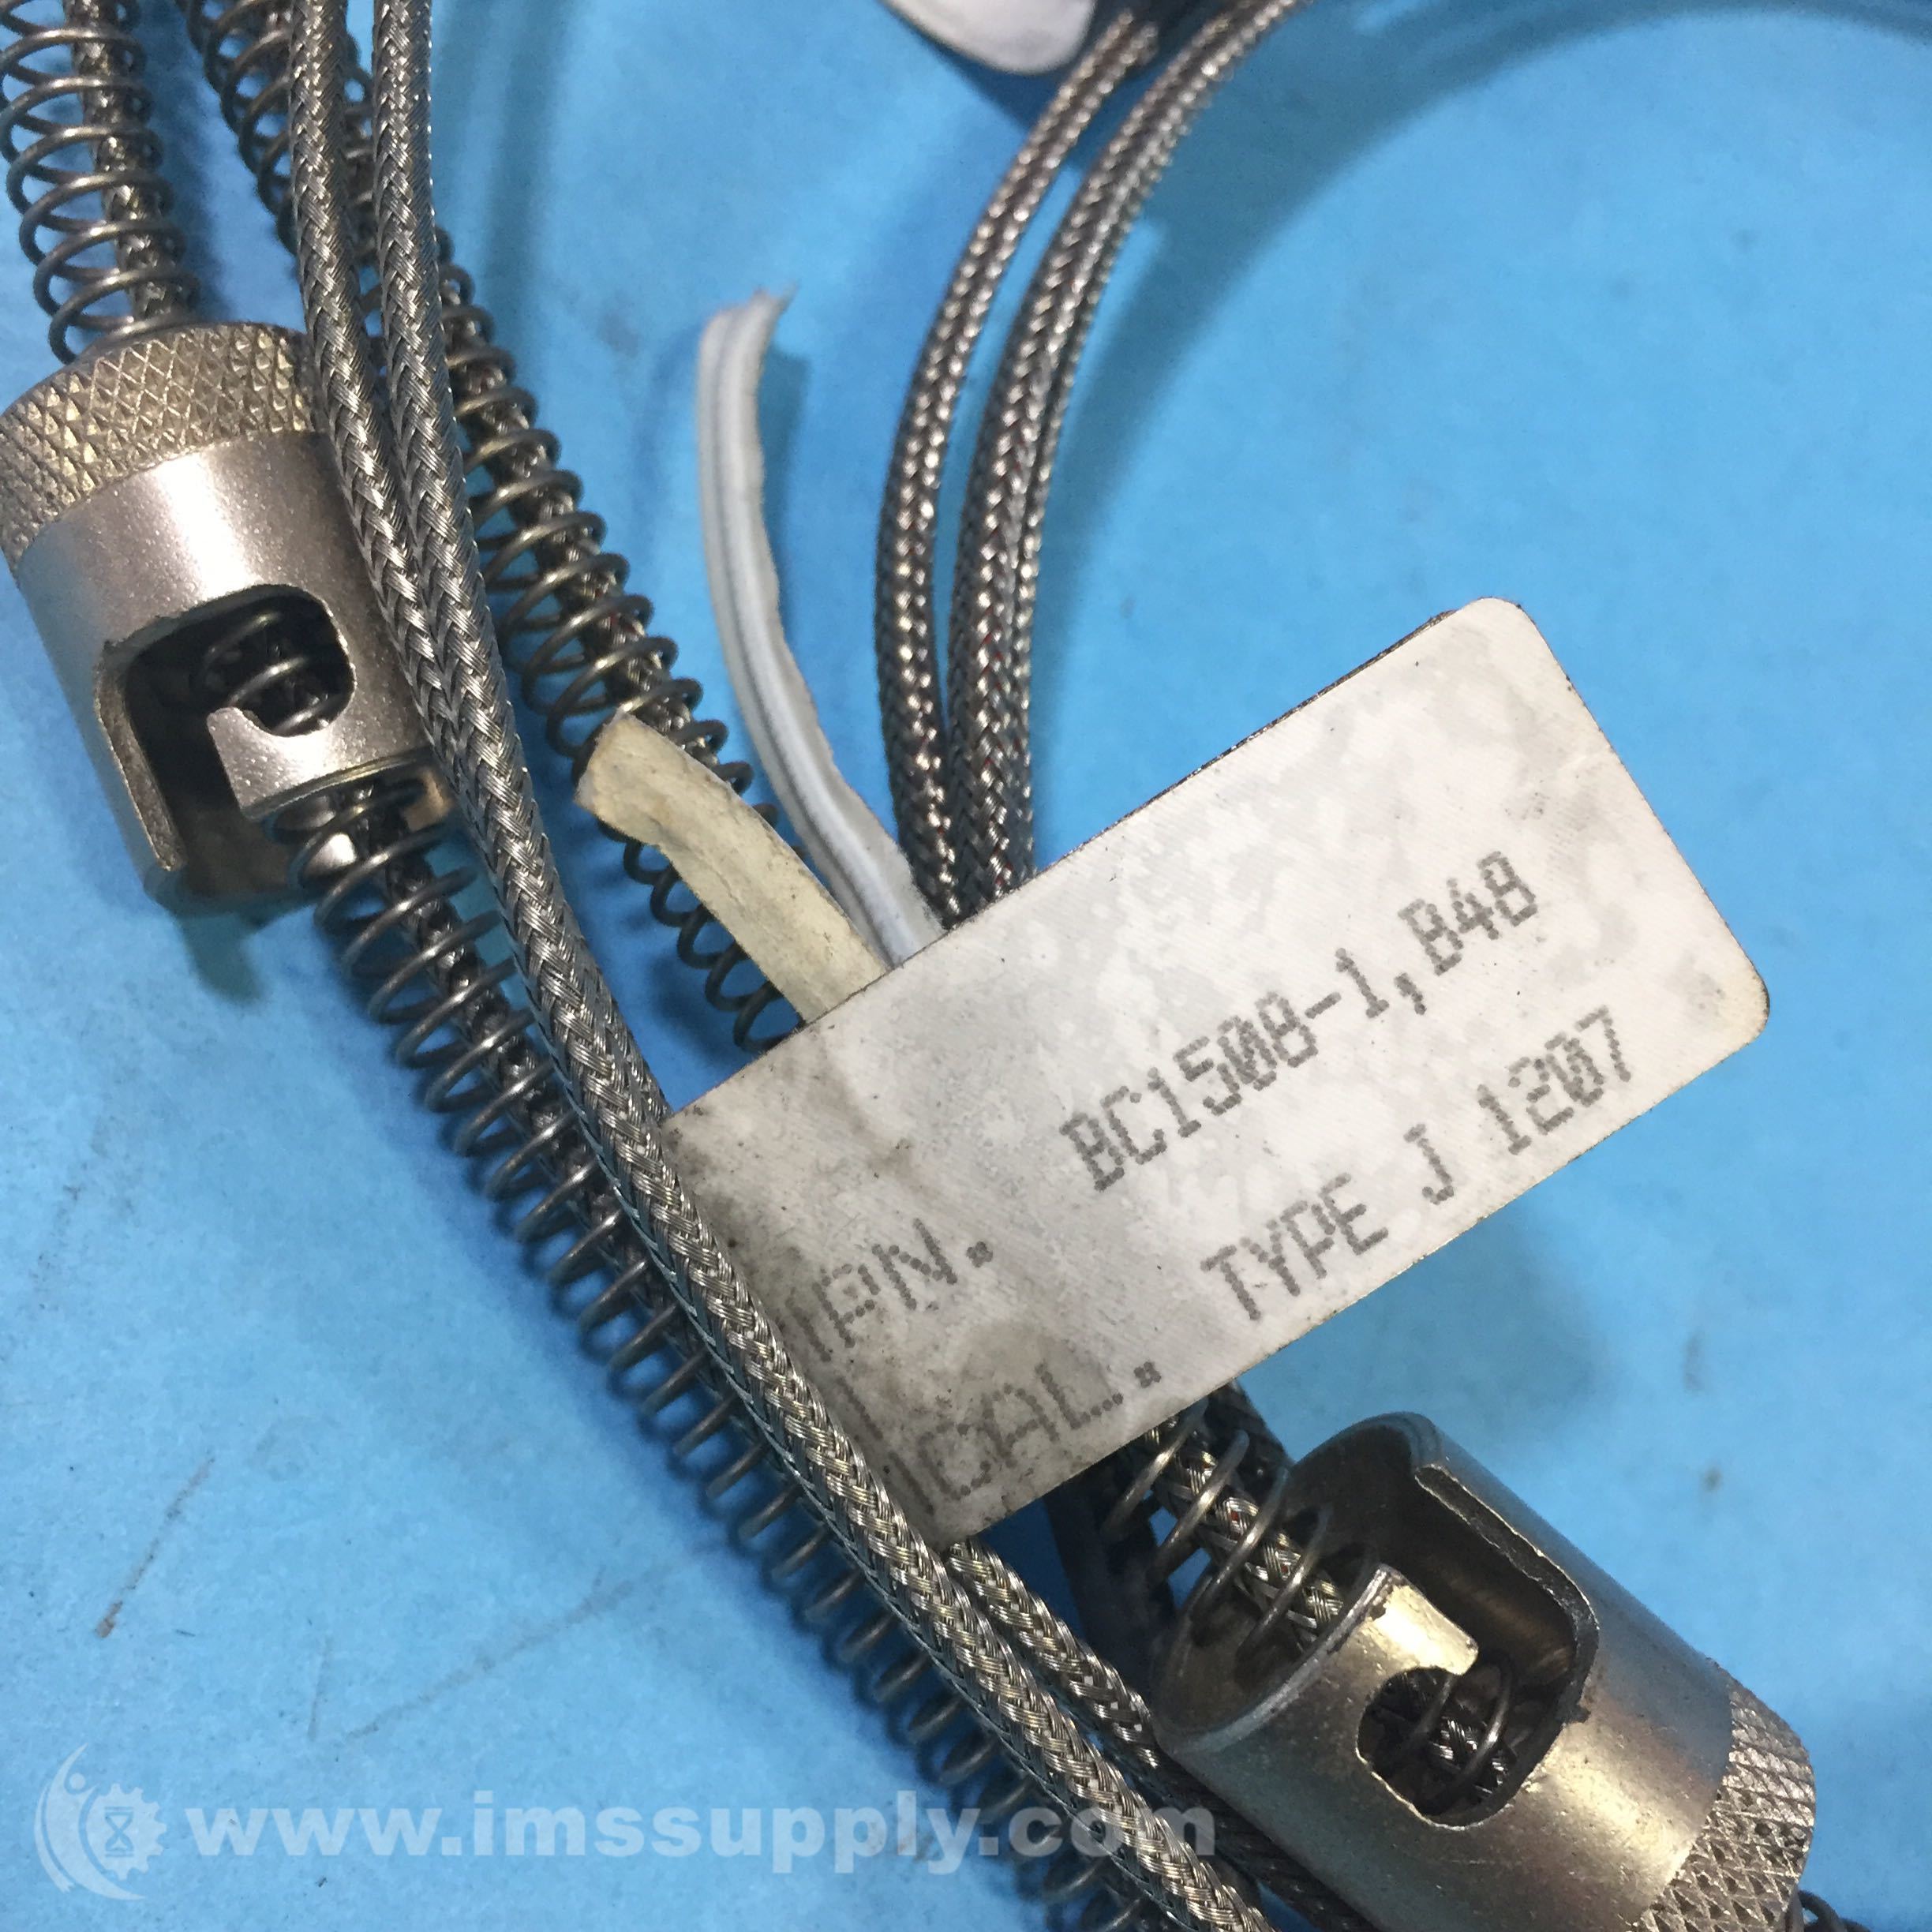 PN. BC1508-1,B48
CAL. TYPE J 1207
www.imssupply.com